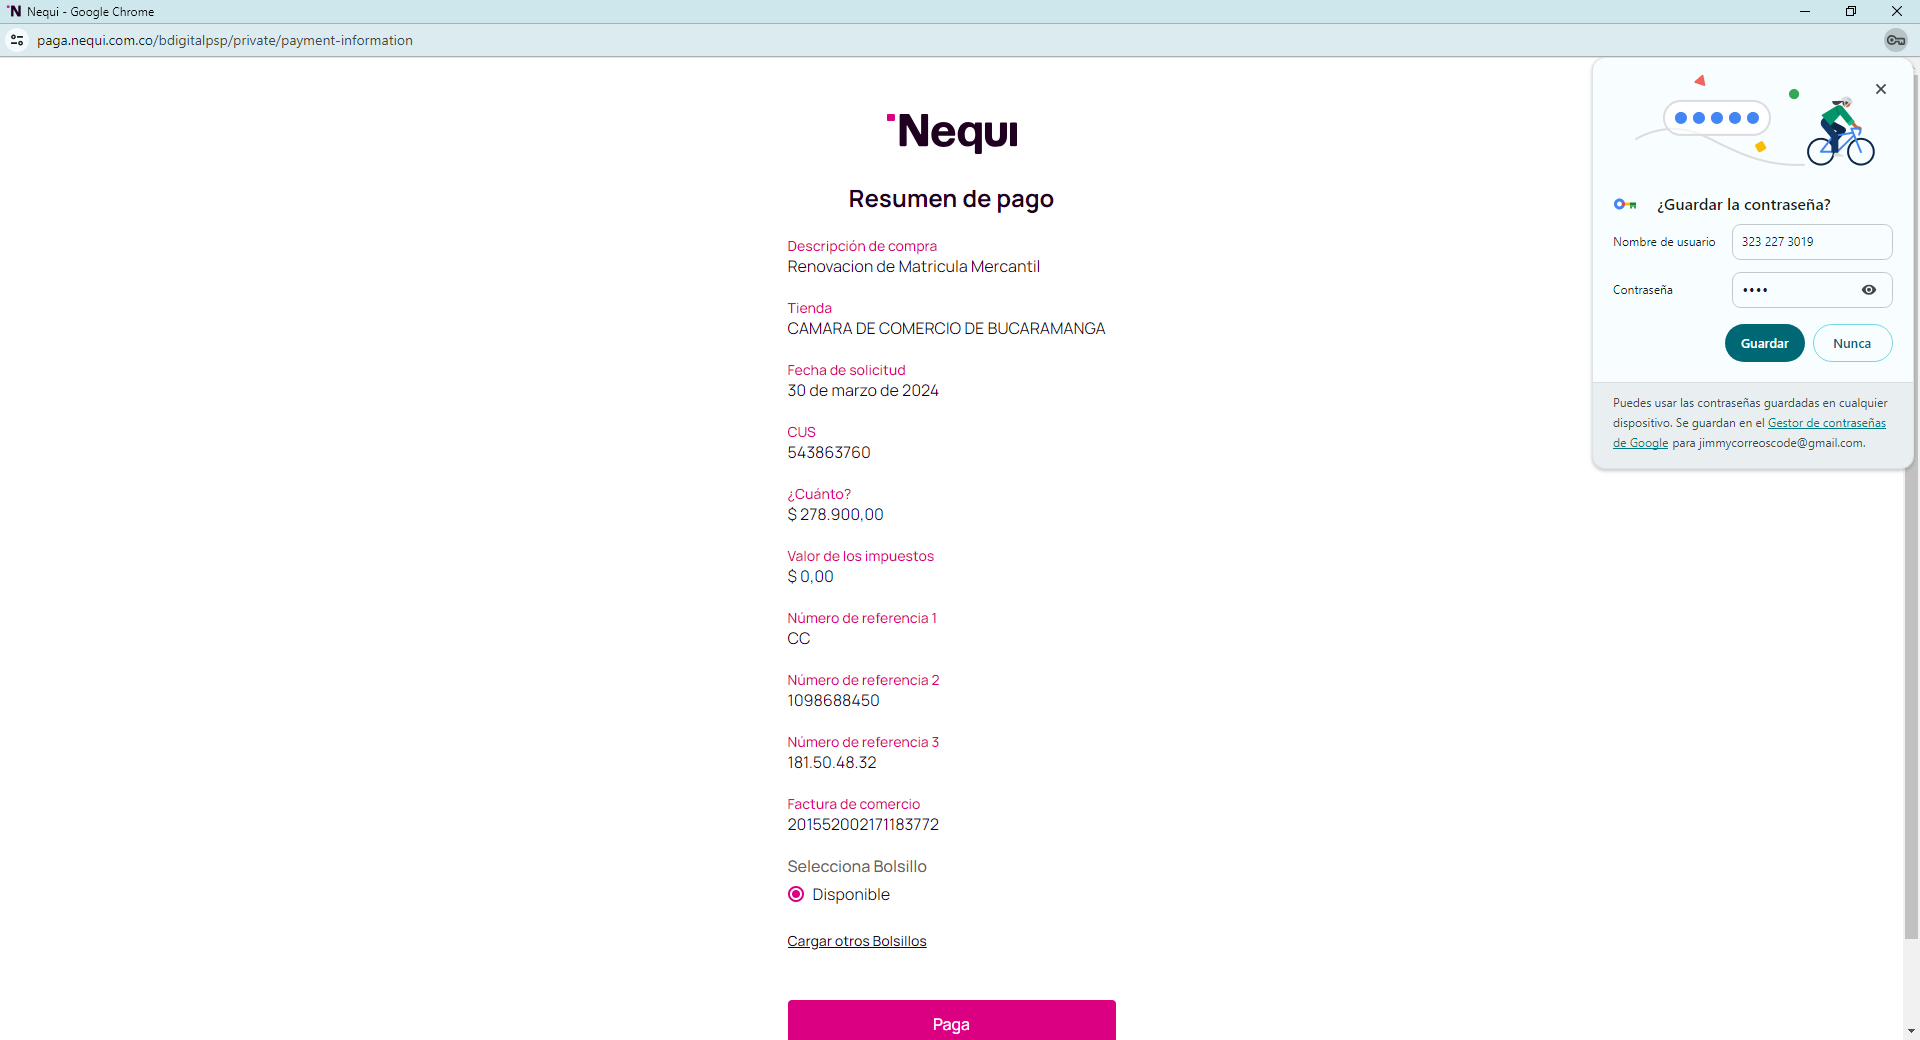 Nequi - Google Chrome
paga.nequi.com.co/bdigitalpsp/private/payment-information
Nequi
Resumen de pago
Descripción de compra
Renovacion de Matricula Mercantil
Tienda
CAMARA DE COMERCIO DE BUCARAMANGA
Fecha de solicitud
30 de marzo de 2024
CUS
543863760
¿Cuánto?
$ 278.900,00
Valor de los impuestos
$ 0,00
Número de referencia 1
CC
Número de referencia 2
1098688450
Número de referencia 3
181.50.48.32
Factura de comercio
201552002171183772
Selecciona Bolsillo
Disponible
Cargar otros Bolsillos
Paga
¿Guardar la contraseña?
Nombre de usuario 323 227 3019
Contraseña ••••
Guardar Nunca
Puedes usar las contraseñas guardadas en cualquier
dispositivo. Se guardan en el Gestor de contraseñas
de Google para jimmycorreoscode@gmail.com.